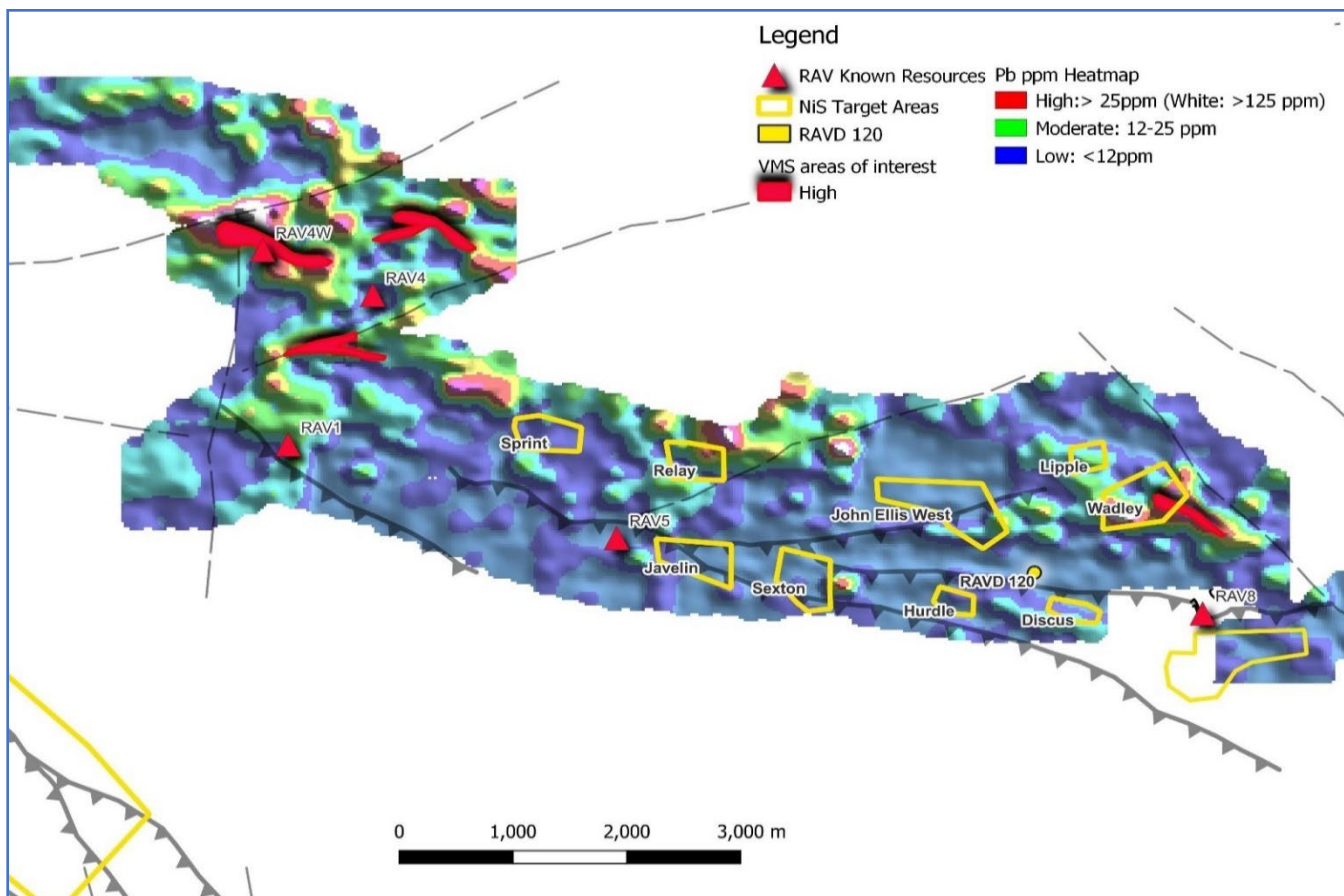 Legend
RAV Known Resources
NiS Target Areas
RAVD 120
VMS areas of interest
High
Pb ppm Heatmap
High:> 25ppm (White: >125 ppm)
Moderate: 12-25 ppm
Low: <12ppm
RAV4W
RAV4
RAV1
Sprint
Relay
Lipple
Wadley
John Ellis West
RAV5
Javelin
Sexton
RAVD 120
Hurdle
Discus
RAV8
0 1,000 2,000 3,000 m